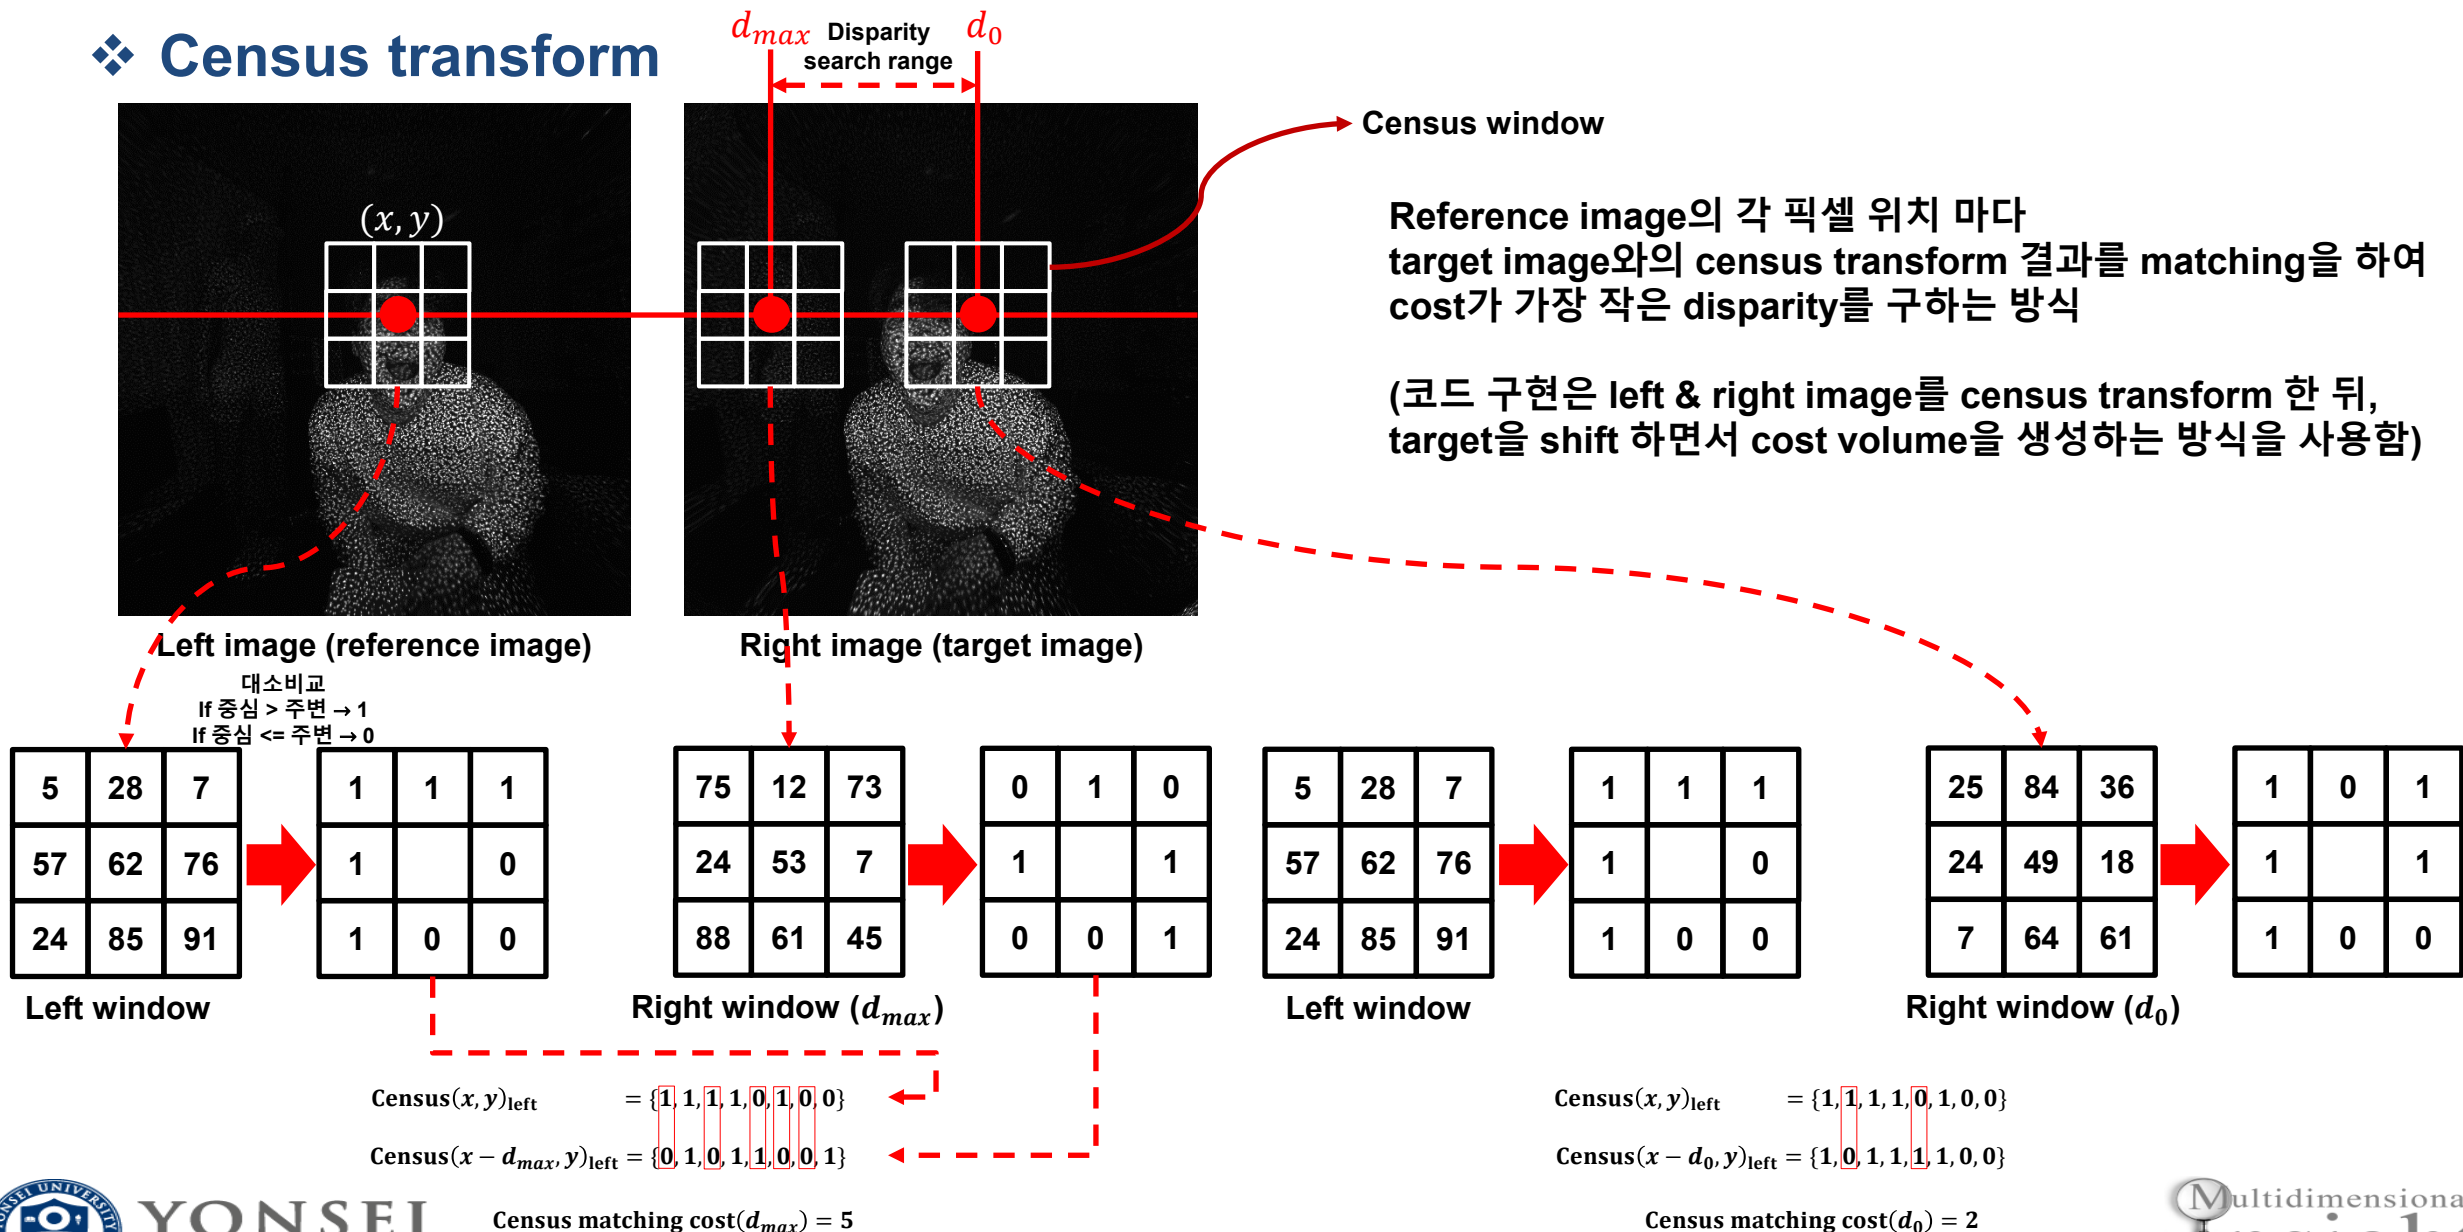 ❖ Census transform
d_max Disparity search range d_0
Census window
(x, y)
Reference image의 각 픽셀 위치 마다
target image와의 census transform 결과를 matching을 하여
cost가 가장 작은 disparity를 구하는 방식
(코드 구현은 left & right image를 census transform 한 뒤,
target을 shift 하면서 cost volume을 생성하는 방식을 사용함)
Left image (reference image)
Right image (target image)
대소비교
If 중심 > 주변 → 1
If 중심 <= 주변 → 0
5 28 7
57 62 76
24 85 91
1 1 1
1 0
1 0 0
Left window
75 12 73
24 53 7
88 61 45
0 1 0
1 1
0 0 1
Right window (d_max)
5 28 7
57 62 76
24 85 91
1 1 1
1 0
1 0 0
Left window
25 84 36
24 49 18
7 64 61
1 0 1
1 1
1 0 0
Right window (d_0)
Census(x, y)_left = {1, 1, 1, 1, 0, 1, 0, 0}
Census(x − d_max, y)_left = {0, 1, 0, 1, 1, 0, 0, 1}
Census matching cost(d_max) = 5
Census(x, y)_left = {1, 1, 1, 1, 0, 1, 0, 0}
Census(x − d_0, y)_left = {1, 0, 1, 1, 1, 1, 0, 0}
Census matching cost(d_0) = 2
YONSEI
Multidimensiona